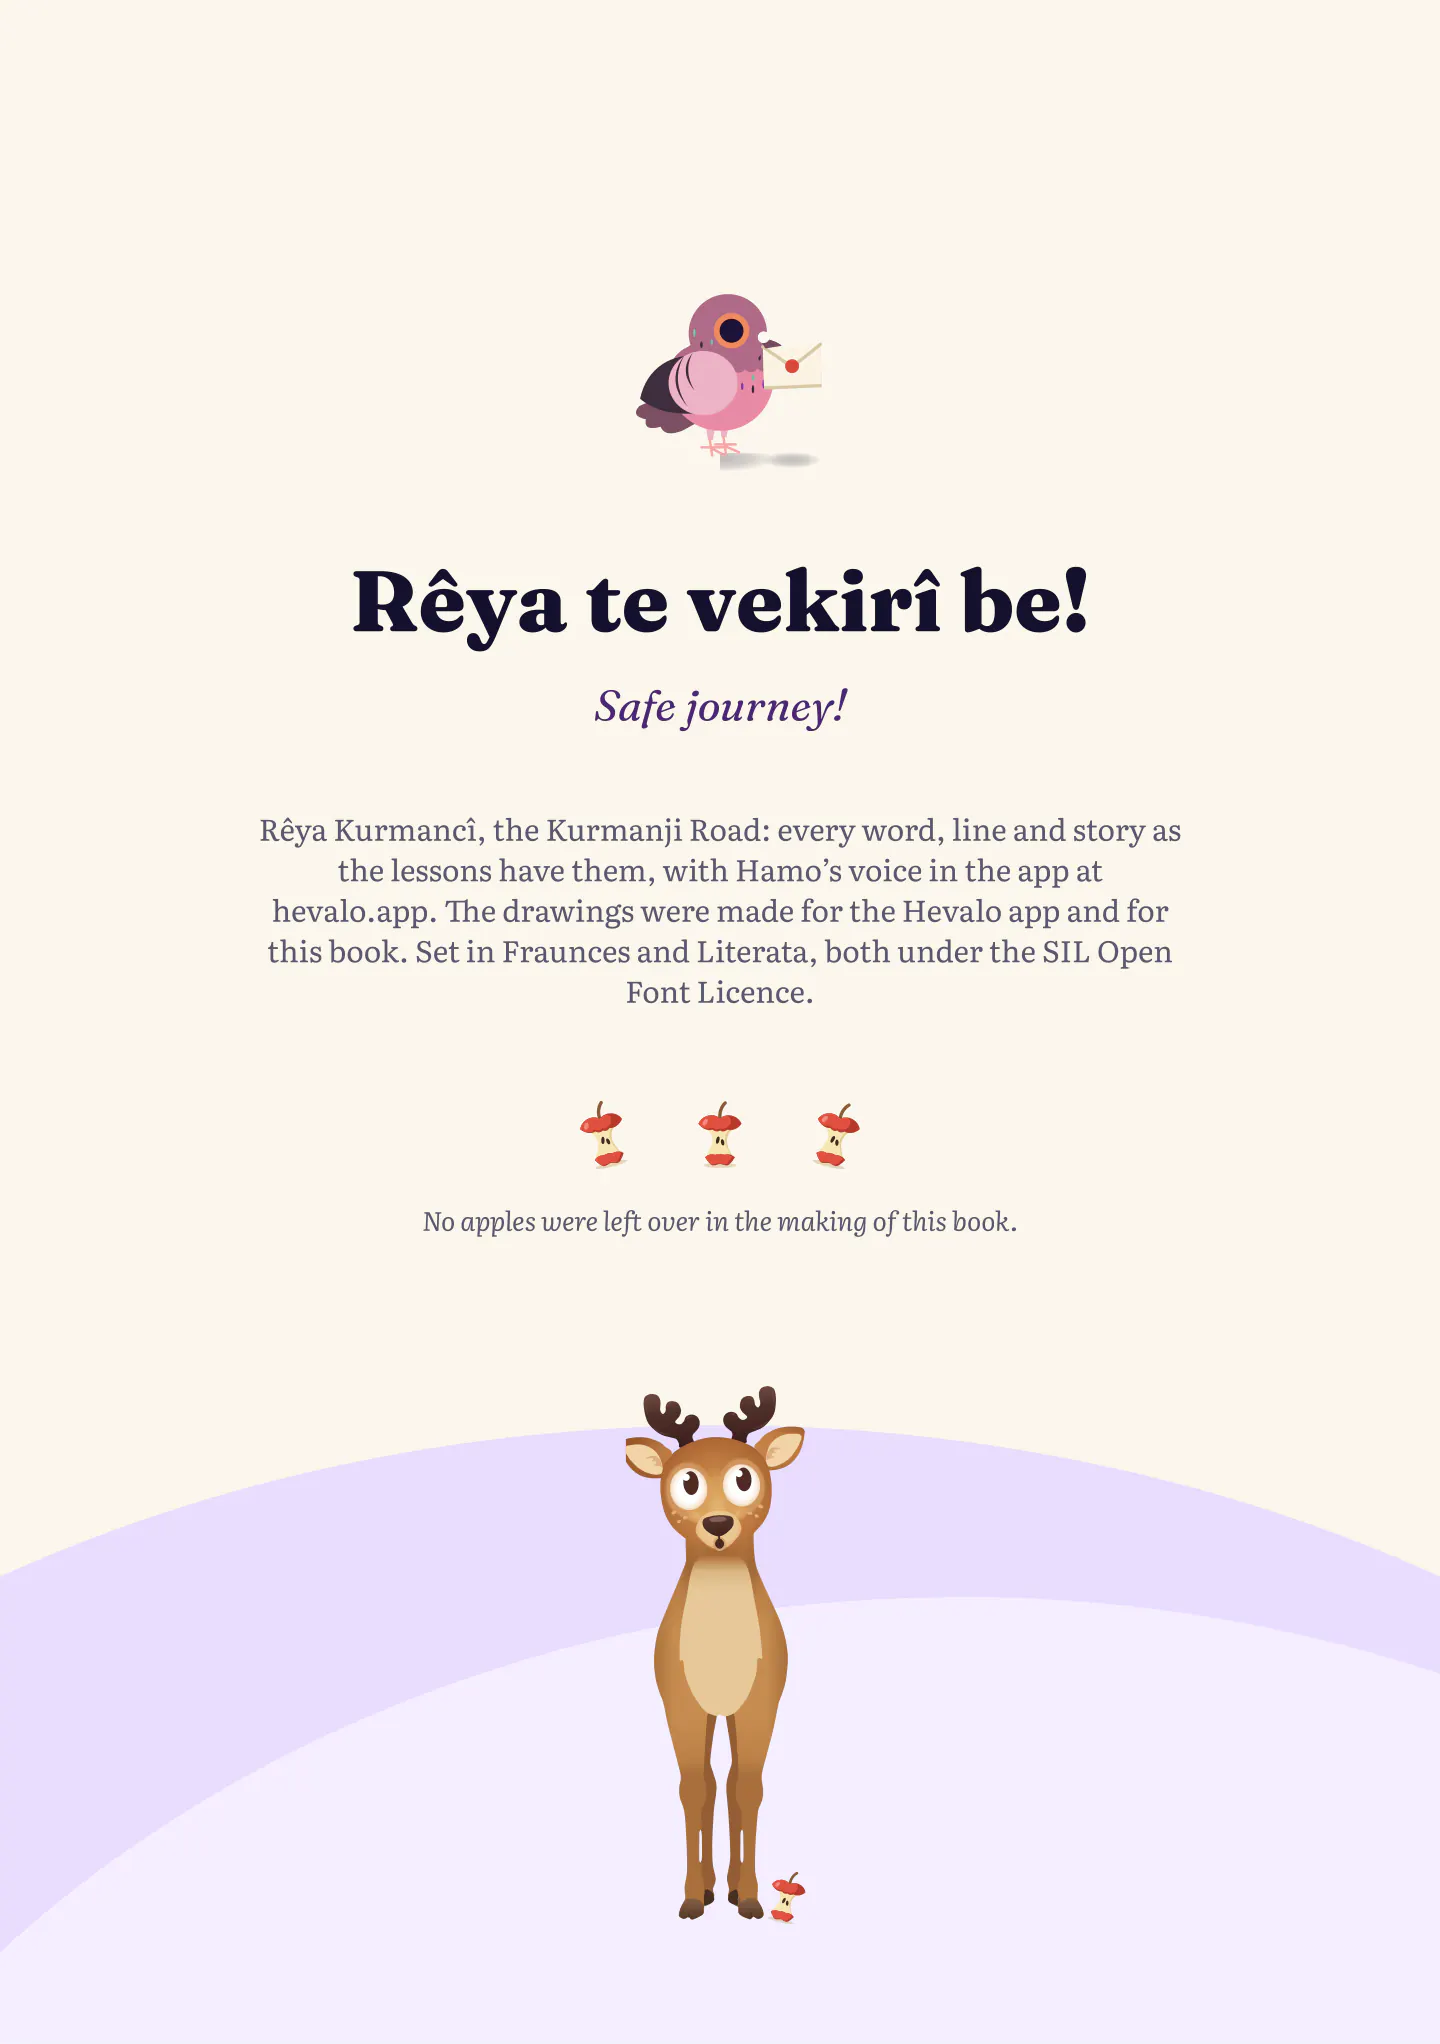 Rêya te vekirî be!
Safe journey!
Rêya Kurmancî, the Kurmanji Road: every word, line and story as
the lessons have them, with Hamo’s voice in the app at
hevalo.app. The drawings were made for the Hevalo app and for
this book. Set in Fraunces and Literata, both under the SIL Open
Font Licence.
No apples were left over in the making of this book.